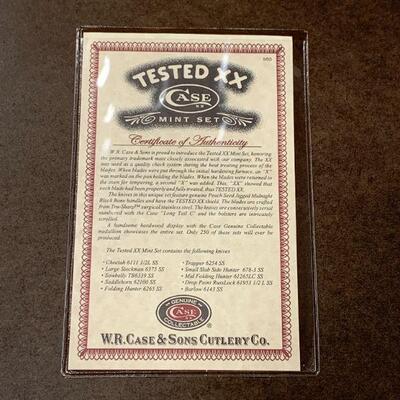 980
TESTED XX
CASE
XX
MINT SET
Certificate of Authenticity
W.R. Case & Sons is proud to introduce the Tested XX Mint Set, honoring
the primary trademark most closely associated with our company. The XX
was used as a quality check system during the heat treating process of the
blades. When blades were put through the initial hardening furnace, an "X"
was marked on the pan holding the blades. When the blades were returned to
the oven for tempering, a second "X" was added. This, "XX", showed that
each blade had been properly and fully treated, thus TESTED XX.
The knives in this unique set feature genuine Peach Seed Jigged Midnight
Black Bone handles and have the TESTED XX shield. The blades are crafted
from Tru-Sharp™ surgical stainless steel. The knives are consecutively serial
numbered with the Case "Long Tail C" and the bolsters are intricately
scrolled.
A handsome hardwood display with the Case Genuine Collectable
medallion showcases the entire set. Only 250 of these sets will ever be
produced.
The Tested XX Mint Set contains the following knives
• Cheetah 6111 1/2L SS
• Large Stockman 6375 SS
• Sowbelly TB6339 SS
• Saddlehorn 62100 SS
• Folding Hunter 6265 SS
• Trapper 6254 SS
• Small Slab Side Hunter 678-3 SS
• Mid Folding Hunter 61265LC SS
• Drop Point RussLock 61953 1/2 L SS
• Barlow 6143 SS
GENUINE
CASE
XX
COLLECTABLE
W.R. CASE & SONS CUTLERY CO.